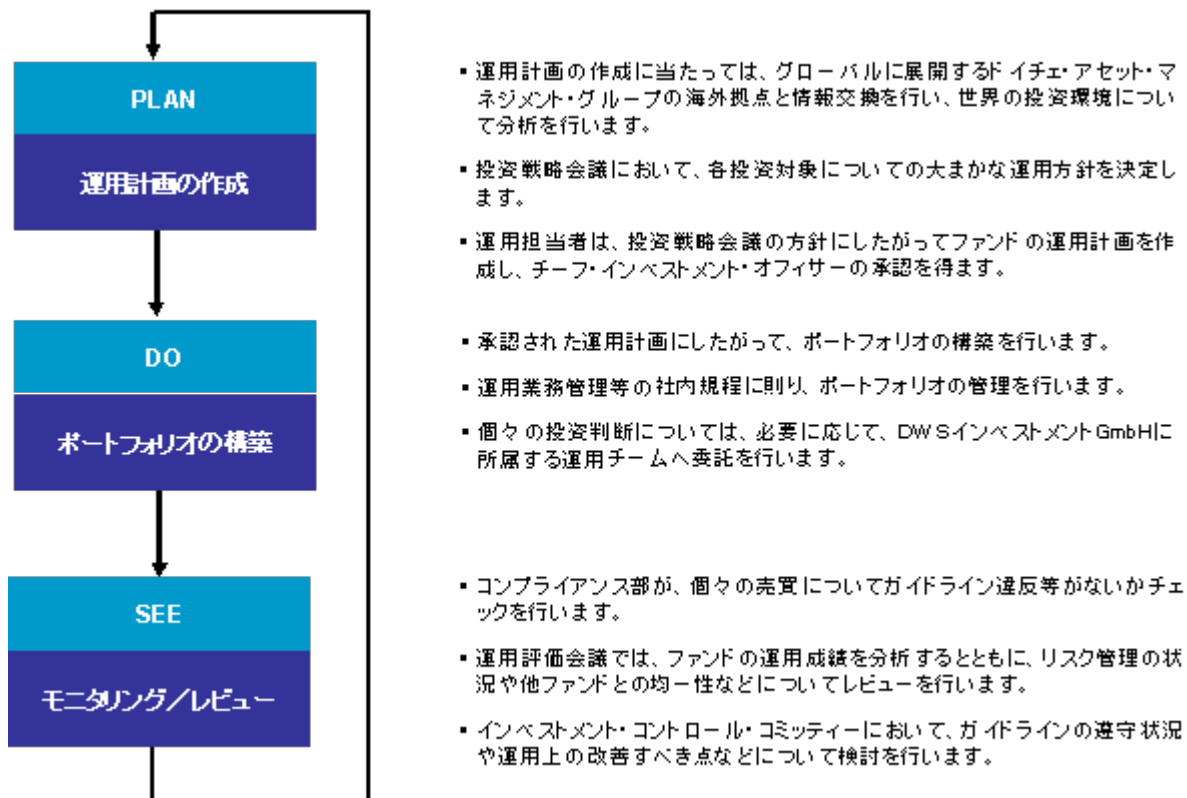 PLAN
運用計画の作成
▪ 運用計画の作成に当たっては、グローバルに展開するドイチェ・アセット・マ
ネジメント・グループの海外拠点と情報交換を行い、世界の投資環境につい
て分析を行います。
▪ 投資戦略会議において、各投資対象についての大まかな運用方針を決定し
ます。
▪ 運用担当者は、投資戦略会議の方針にしたがってファンドの運用計画を作
成し、チーフ・インベストメント・オフィサーの承認を得ます。
DO
ポートフォリオの構築
▪ 承認された運用計画にしたがって、ポートフォリオの構築を行います。
▪ 運用業務管理等の社内規程に則り、ポートフォリオの管理を行います。
▪ 個々の投資判断については、必要に応じて、DWSインベストメントGmbHに
所属する運用チームへ委託を行います。
SEE
モニタリング／レビュー
▪ コンプライアンス部が、個々の売買についてガイドライン違反等がないかチェ
ックを行います。
▪ 運用評価会議では、ファンドの運用成績を分析するとともに、リスク管理の状
況や他ファンドとの均一性などについてレビューを行います。
▪ インベストメント・コントロール・コミッティーにおいて、ガイドラインの遵守状況
や運用上の改善すべき点などについて検討を行います。